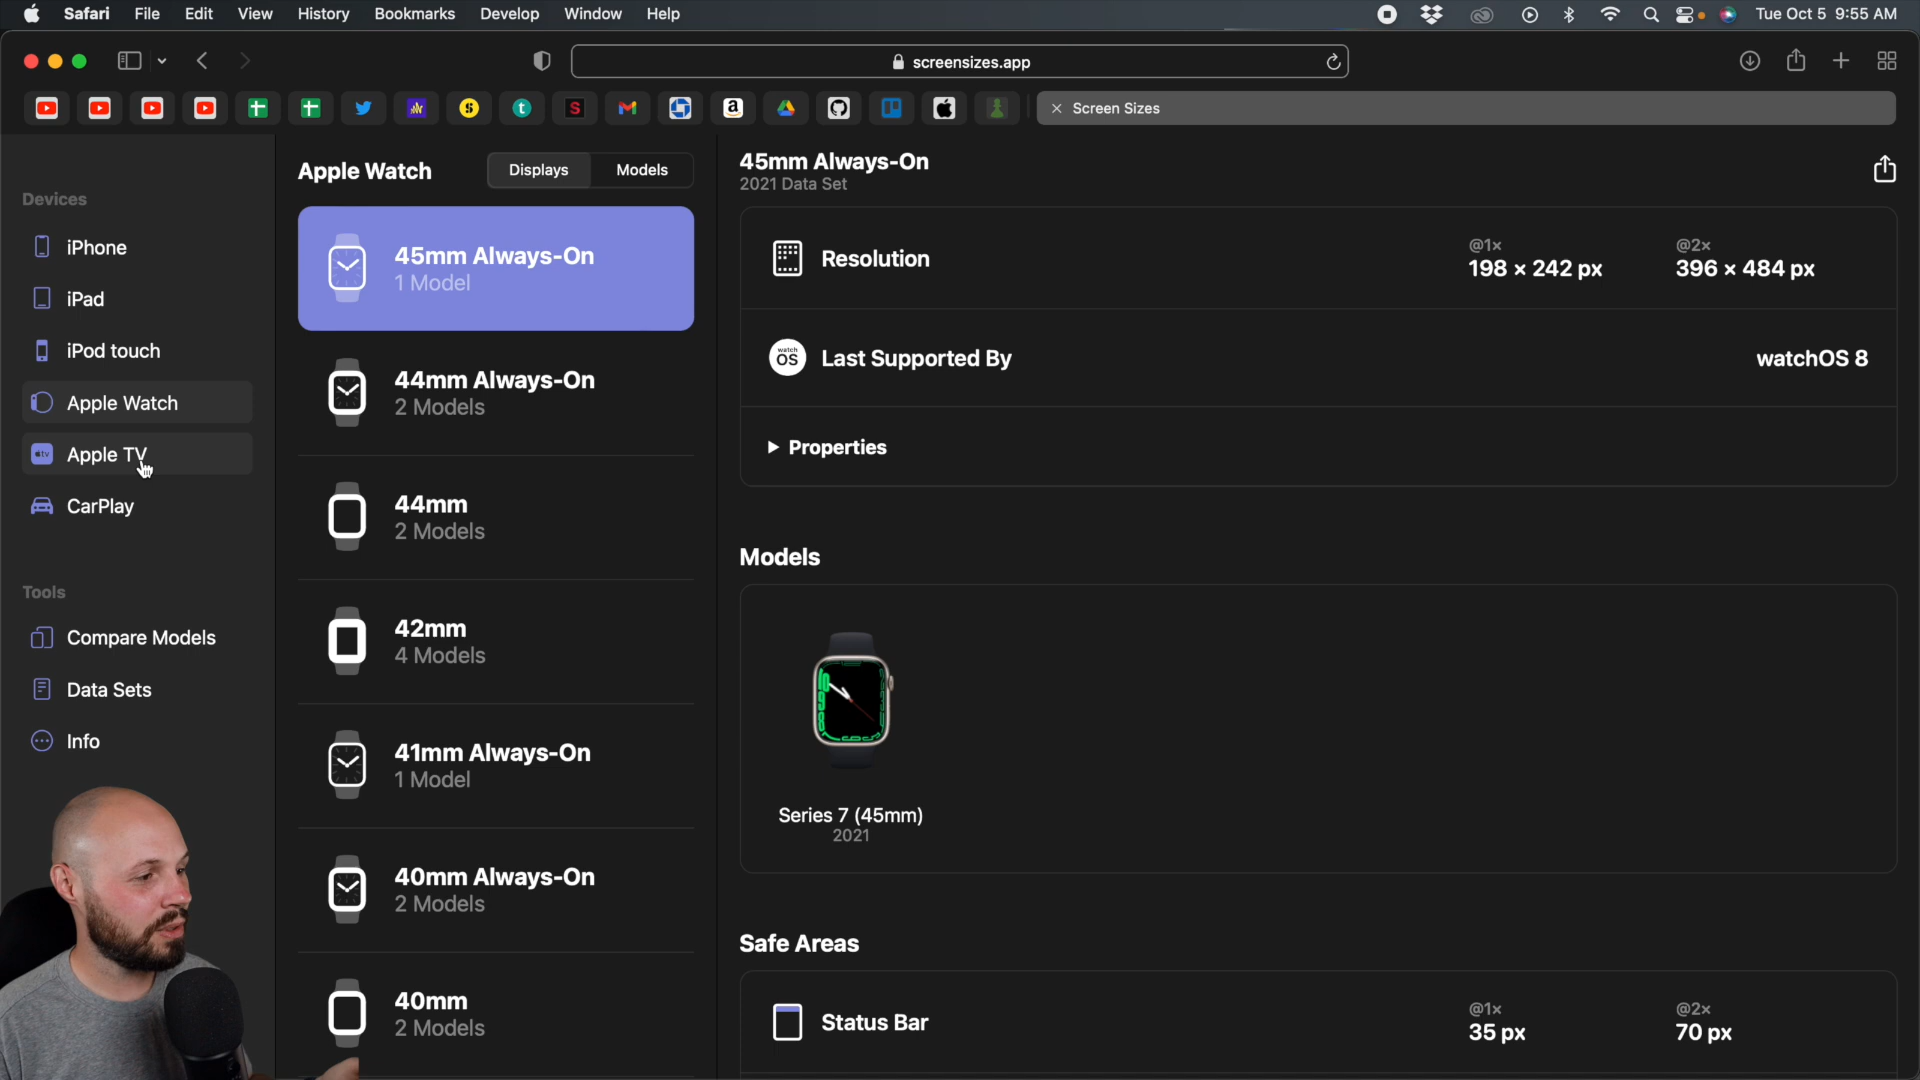 Safari File Edit View History Bookmarks Develop Window Help
Tue Oct 5 9:55 AM
screensizes.app
Screen Sizes
Devices
iPhone
iPad
iPod touch
Apple Watch
Apple TV
CarPlay
Tools
Compare Models
Data Sets
Info
Apple Watch
Displays
Models
45mm Always-On
1 Model
44mm Always-On
2 Models
44mm
2 Models
42mm
4 Models
41mm Always-On
1 Model
40mm Always-On
2 Models
40mm
2 Models
45mm Always-On
2021 Data Set
Resolution
@1x
198 × 242 px
@2x
396 × 484 px
watch
OS
Last Supported By
watchOS 8
Properties
Models
Series 7 (45mm)
2021
Safe Areas
Status Bar
@1x
35 px
@2x
70 px